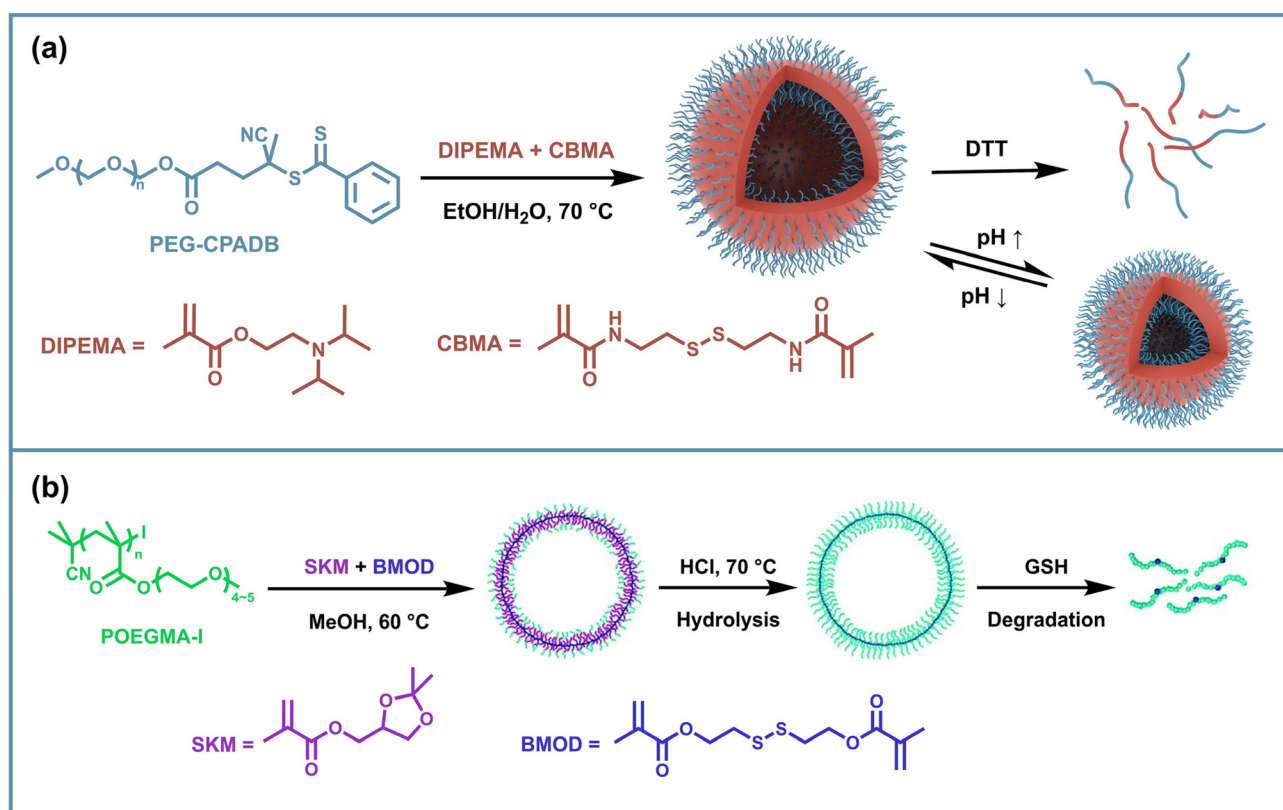 (a)
O
O
n
O
O
NC
S
S
PEG-CPADB
DIPEMA + CBMA
EtOH/H₂O, 70 °C
DTT
pH ↑
pH ↓
DIPEMA =
O
O
N
CBMA =
O
H
N
S
S
N
H
O
(b)
n
I
CN
O
O
O
4~5
POEGMA-I
SKM + BMOD
MeOH, 60 °C
HCl, 70 °C
Hydrolysis
GSH
Degradation
SKM =
O
O
O
O
BMOD =
O
O
S
S
O
O